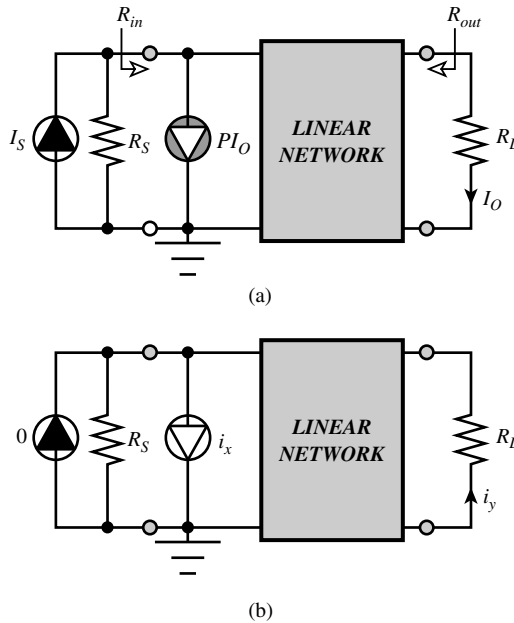 R_in R_out
I_S R_S PI_O LINEAR NETWORK R_L
I_O
(a)
0 R_S i_x LINEAR NETWORK R_L
i_y
(b)